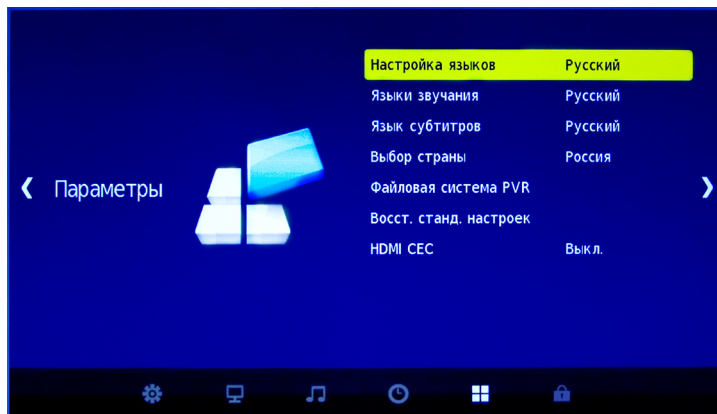 Настройка языков Русский
Языки звучания Русский
Язык субтитров Русский
Выбор страны Россия
Параметры
Файловая система PVR
Восст. станд. настроек
HDMI CEC Выкл.